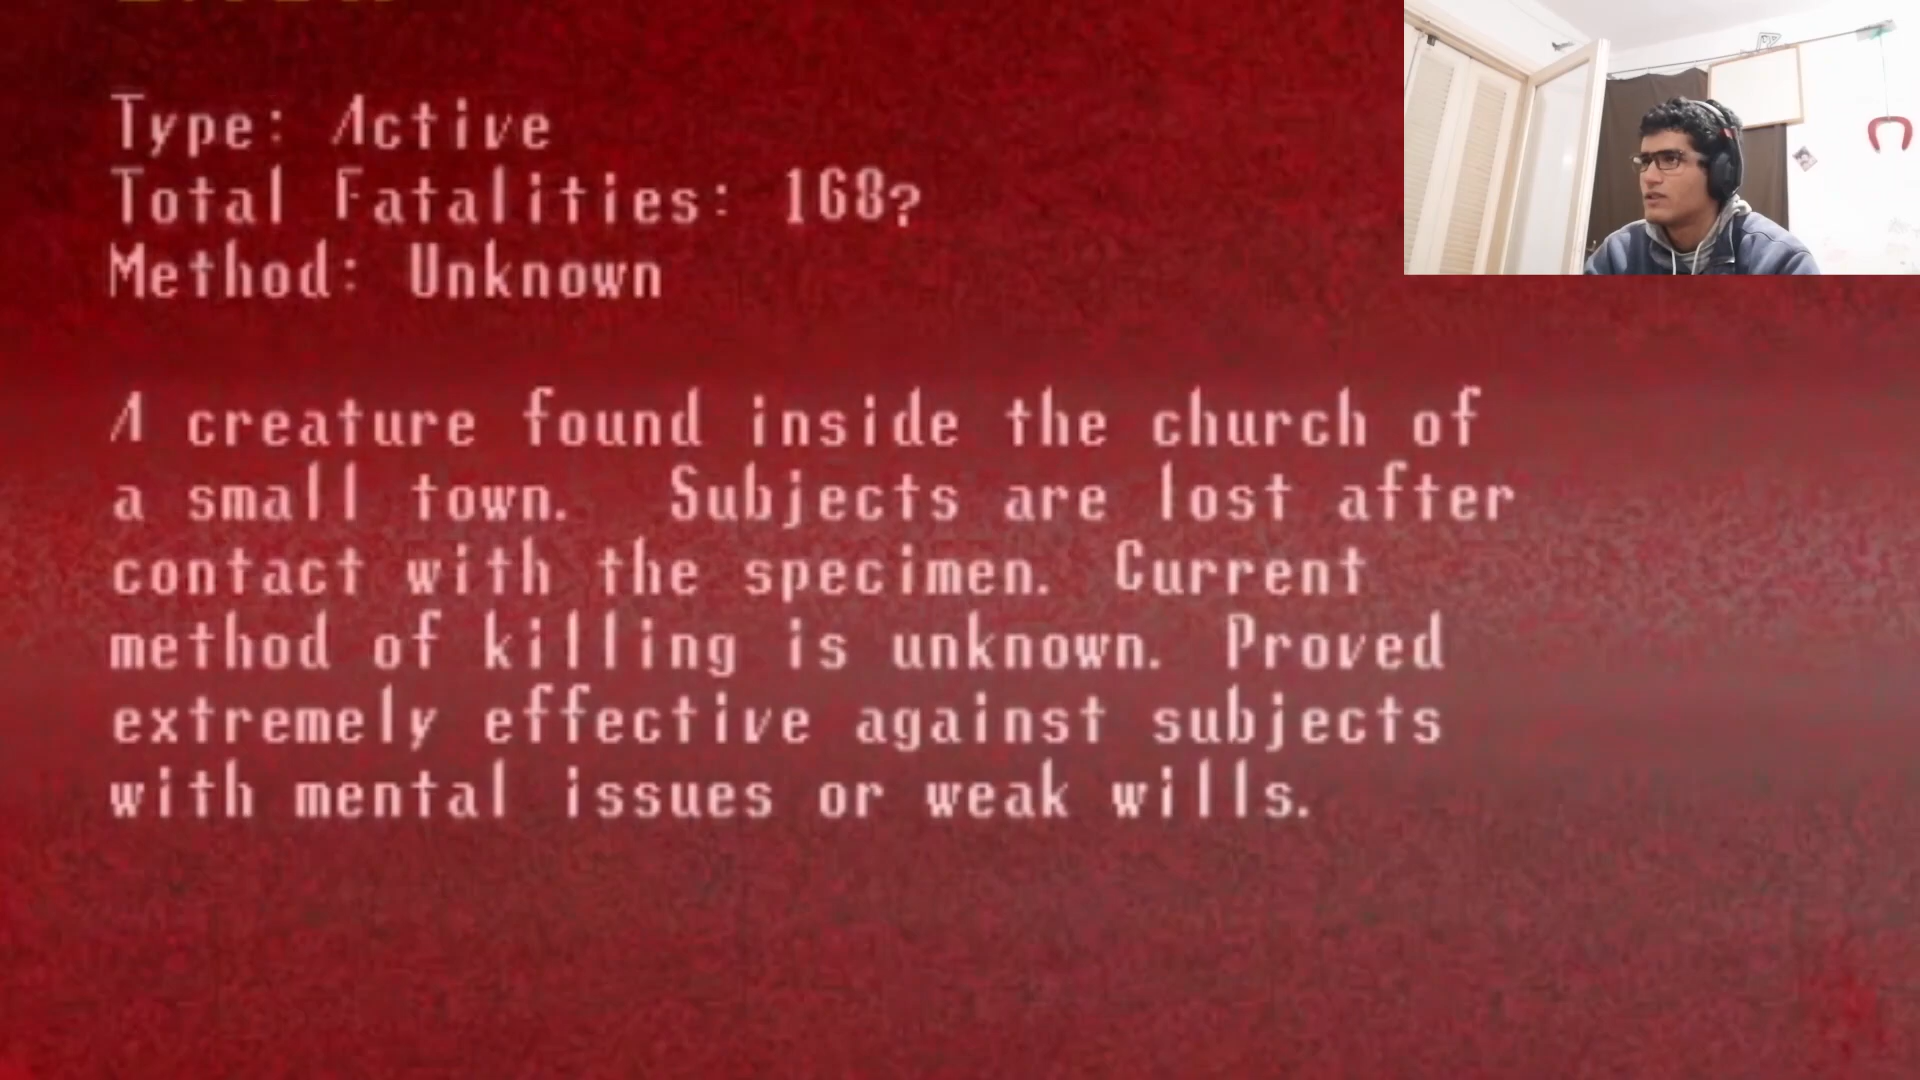 Type: Active
Total Fatalities: 168?
Method: Unknown
A creature found inside the church of
a small town. Subjects are lost after
contact with the specimen. Current
method of killing is unknown. Proved
extremely effective against subjects
with mental issues or weak wills.